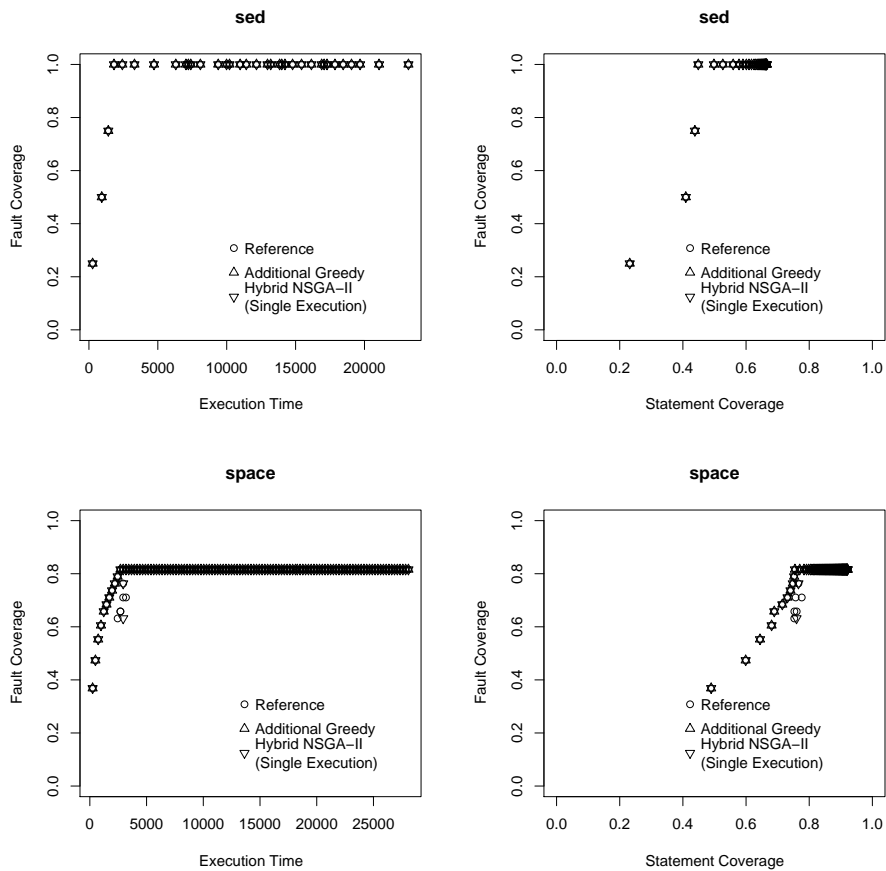 sed
Fault Coverage
1.0
0.8
0.6
0.4
0.2
0.0
Reference
Additional Greedy
Hybrid NSGA−II
(Single Execution)
0 5000 10000 15000 20000
Execution Time
sed
Fault Coverage
1.0
0.8
0.6
0.4
0.2
0.0
Reference
Additional Greedy
Hybrid NSGA−II
(Single Execution)
0.0 0.2 0.4 0.6 0.8 1.0
Statement Coverage
space
Fault Coverage
1.0
0.8
0.6
0.4
0.2
0.0
Reference
Additional Greedy
Hybrid NSGA−II
(Single Execution)
0 5000 10000 15000 20000 25000
Execution Time
space
Fault Coverage
1.0
0.8
0.6
0.4
0.2
0.0
Reference
Additional Greedy
Hybrid NSGA−II
(Single Execution)
0.0 0.2 0.4 0.6 0.8 1.0
Statement Coverage